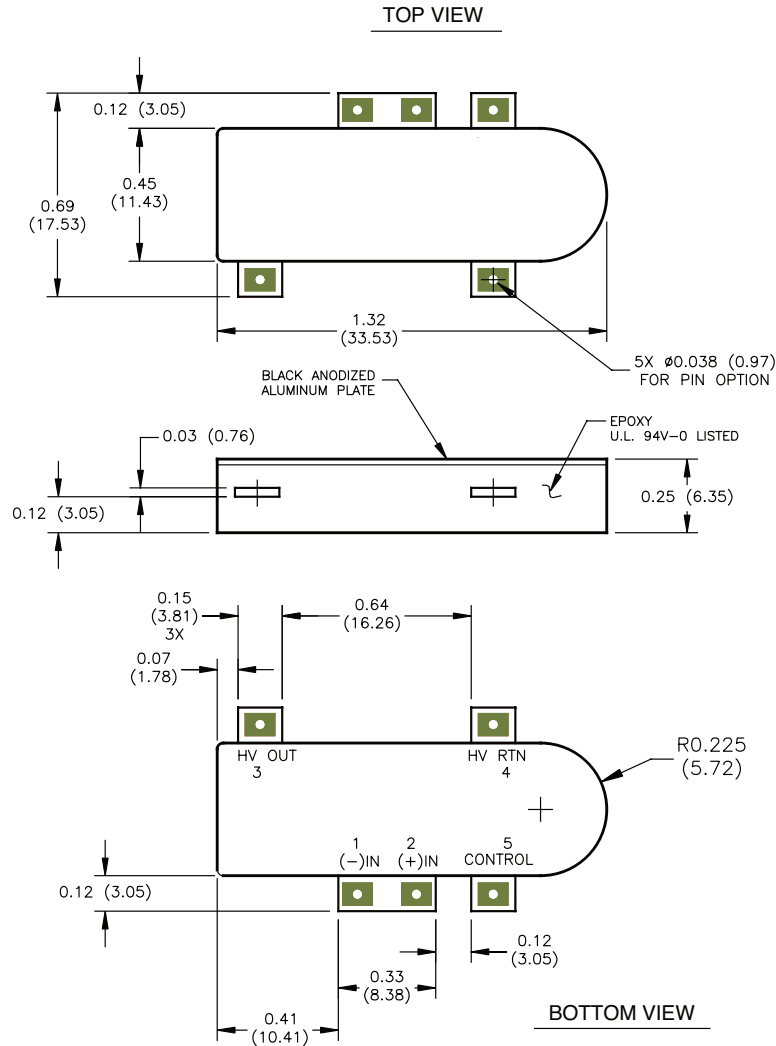 TOP VIEW
0.12 (3.05)
0.45
(11.43)
0.69
(17.53)
1.32
(33.53)
5X ø0.038 (0.97)
FOR PIN OPTION
BLACK ANODIZED
ALUMINUM PLATE
EPOXY
U.L. 94V-0 LISTED
0.03 (0.76)
0.25 (6.35)
0.12 (3.05)
0.15
(3.81)
3X
0.64
(16.26)
0.07
(1.78)
HV OUT
3
HV RTN
4
R0.225
(5.72)
1
(-)IN
2
(+)IN
5
CONTROL
0.12 (3.05)
0.12
(3.05)
0.33
(8.38)
0.41
(10.41)
BOTTOM VIEW